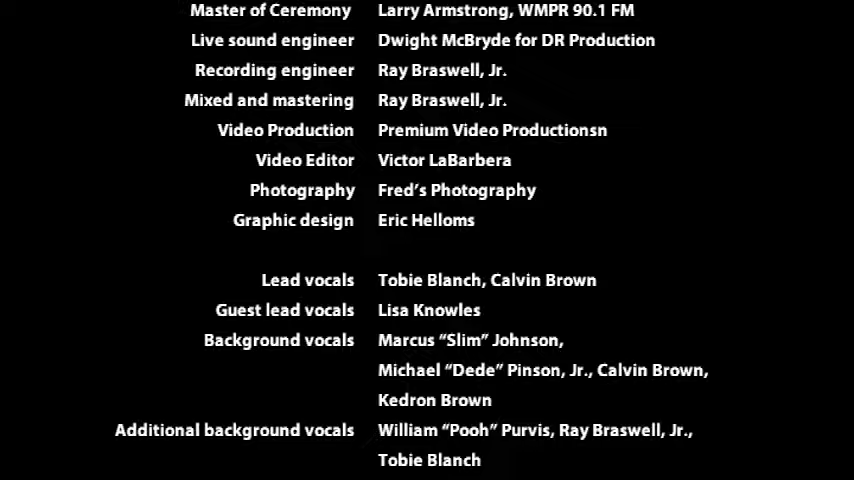 Master of Ceremony Larry Armstrong, WMPR 90.1 FM
Live sound engineer Dwight McBryde for DR Production
Recording engineer Ray Braswell, Jr.
Mixed and mastering Ray Braswell, Jr.
Video Production Premium Video Productionsn
Video Editor Victor LaBarbera
Photography Fred’s Photography
Graphic design Eric Helloms
Lead vocals Tobie Blanch, Calvin Brown
Guest lead vocals Lisa Knowles
Background vocals Marcus “Slim” Johnson,
Michael “Dede” Pinson, Jr., Calvin Brown,
Kedron Brown
Additional background vocals William “Pooh” Purvis, Ray Braswell, Jr.,
Tobie Blanch